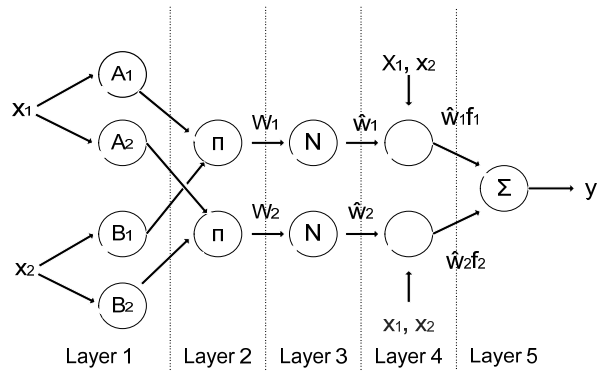 X₁, x₂
A₁
x₁
A₂
Π
W₁
N
ŵ₁
ŵ₁f₁
Σ
y
B₁
x₂
B₂
Π
W₂
N
ŵ₂
ŵ₂f₂
x₁, x₂
Layer 1
Layer 2
Layer 3
Layer 4
Layer 5